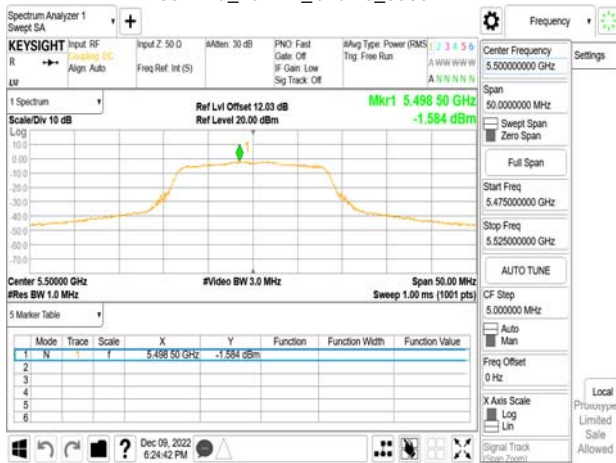 Spectrum Analyzer 1
Swept SA
+
Frequency
KEYSIGHT
Input: RF
Coupling: DC
Align: Auto
Input Z: 50 Ω
Freq Ref: Int (S)
#Atten: 30 dB
PNO: Fast
Gate: Off
IF Gain: Low
Sig Track: Off
#Avg Type: Power (RMS
Trig: Free Run
1 2 3 4 5 6
A W W W W W
A N N N N N
R
Center Frequency
5.500000000 GHz
Settings
Span
50.0000000 MHz
Swept Span
Zero Span
Full Span
Start Freq
5.475000000 GHz
Stop Freq
5.525000000 GHz
AUTO TUNE
CF Step
5.000000 MHz
Auto
Man
Freq Offset
0 Hz
X Axis Scale
Log
Lin
Signal Track
(Span Zoom)
Local
Prototype
Limited
Sale
Allowed
1 Spectrum
Scale/Div 10 dB
Log
Ref Lvl Offset 12.03 dB
Ref Level 20.00 dBm
Mkr1 5.498 50 GHz
-1.584 dBm
10.0
0.00
-10.0
-20.0
-30.0
-40.0
-50.0
-60.0
-70.0
1
Center 5.50000 GHz
#Res BW 1.0 MHz
#Video BW 3.0 MHz
Span 50.00 MHz
Sweep 1.00 ms (1001 pts)
5 Marker Table
Mode Trace Scale X Y Function Function Width Function Value
1 N 1 f 5.498 50 GHz -1.584 dBm
2
3
4
5
6
?
Dec 09, 2022
6:24:42 PM